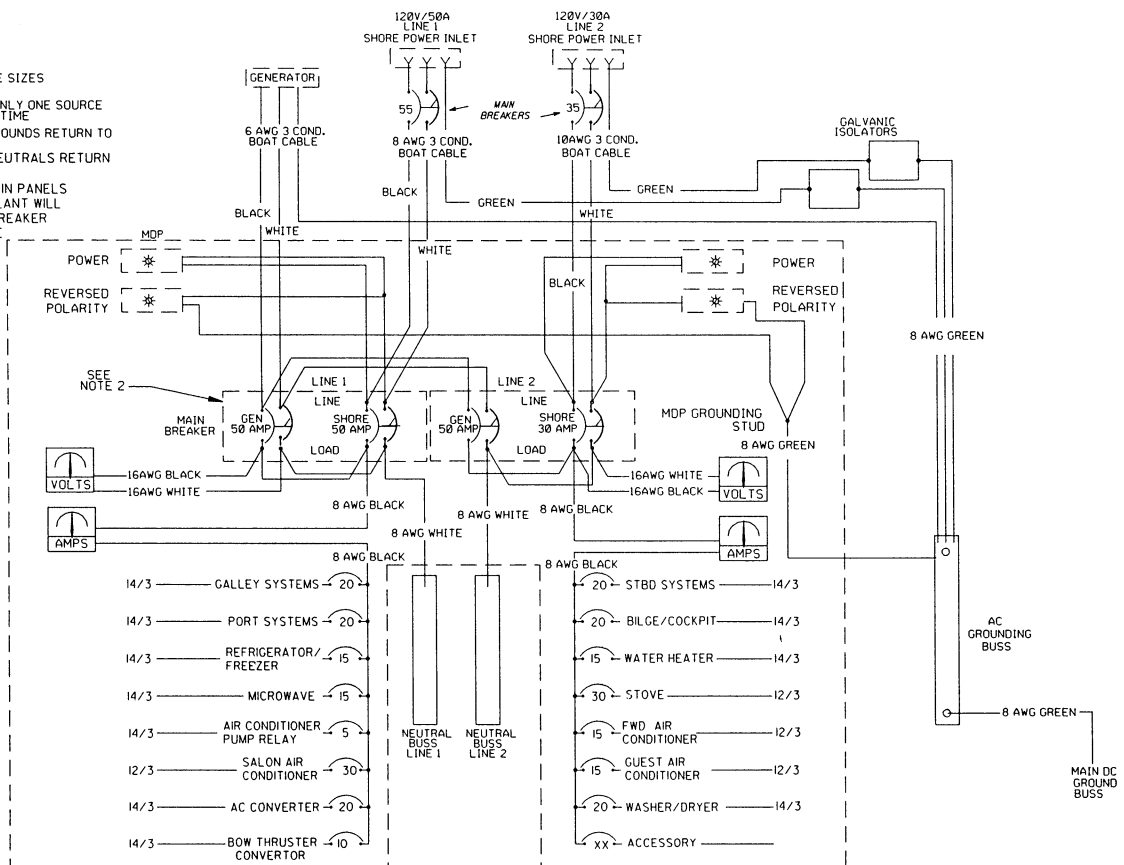 120V/50A
LINE 1
SHORE POWER INLET
120V/30A
LINE 2
SHORE POWER INLET
E SIZES
NLY ONE SOURCE
TIME
OUNDS RETURN TO
EUTRALS RETURN
IN PANELS
LANT WILL
REAKER
GENERATOR
55
MAIN
BREAKERS
35
6 AWG 3 COND.
BOAT CABLE
8 AWG 3 COND.
BOAT CABLE
10AWG 3 COND.
BOAT CABLE
GALVANIC
ISOLATORS
BLACK
GREEN
GREEN
BLACK
WHITE
WHITE
WHITE
MDP
POWER
REVERSED
POLARITY
BLACK
POWER
REVERSED
POLARITY
8 AWG GREEN
SEE
NOTE 2
LINE 1
LINE 2
LINE
LINE
MAIN
BREAKER
GEN
50 AMP
SHORE
50 AMP
GEN
50 AMP
SHORE
30 AMP
MDP GROUNDING
STUD
8 AWG GREEN
LOAD
LOAD
VOLTS
16AWG BLACK
16AWG WHITE
16AWG WHITE
16AWG BLACK
VOLTS
8 AWG BLACK
8 AWG WHITE
8 AWG BLACK
8 AWG WHITE
AMPS
AMPS
8 AWG BLACK
8 AWG BLACK
14/3 GALLEY SYSTEMS 20
20 STBD SYSTEMS 14/3
14/3 PORT SYSTEMS 20
20 BILGE/COCKPIT 14/3
14/3 REFRIGERATOR/
FREEZER 15
15 WATER HEATER 14/3
14/3 MICROWAVE 15
30 STOVE 12/3
14/3 AIR CONDITIONER
PUMP RELAY 5
15 FWD AIR
CONDITIONER 12/3
12/3 SALON AIR
CONDITIONER 30
15 GUEST AIR
CONDITIONER 12/3
14/3 AC CONVERTER 20
20 WASHER/DRYER 14/3
14/3 BOW THRUSTER
CONVERTOR 10
XX ACCESSORY
NEUTRAL
BUSS
LINE 1
NEUTRAL
BUSS
LINE 2
AC
GROUNDING
BUSS
8 AWG GREEN
MAIN DC
GROUND
BUSS